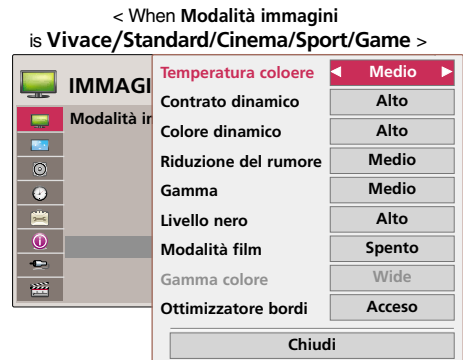 < When Modalità immagini
is Vivace/Standard/Cinema/Sport/Game >
IMMAGI
Modalità in
Temperatura coloere ◄ Medio ►
Contrato dinamico Alto
Colore dinamico Alto
Riduzione del rumore Medio
Gamma Medio
Livello nero Alto
Modalità film Spento
Gamma colore Wide
Ottimizzatore bordi Acceso
Chiudi